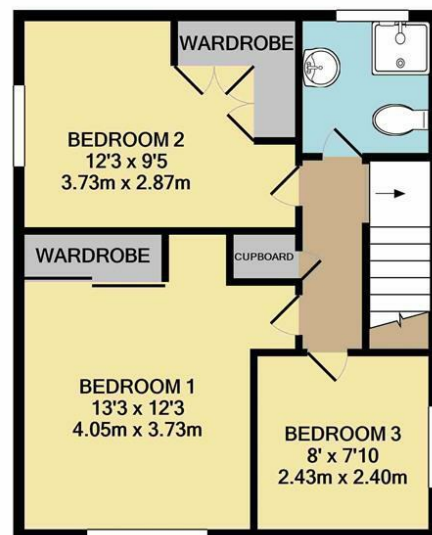 WARDROBE
BEDROOM 2
12'3 x 9'5
3.73m x 2.87m
WARDROBE
CUPBOARD
BEDROOM 1
13'3 x 12'3
4.05m x 3.73m
BEDROOM 3
8' x 7'10
2.43m x 2.40m